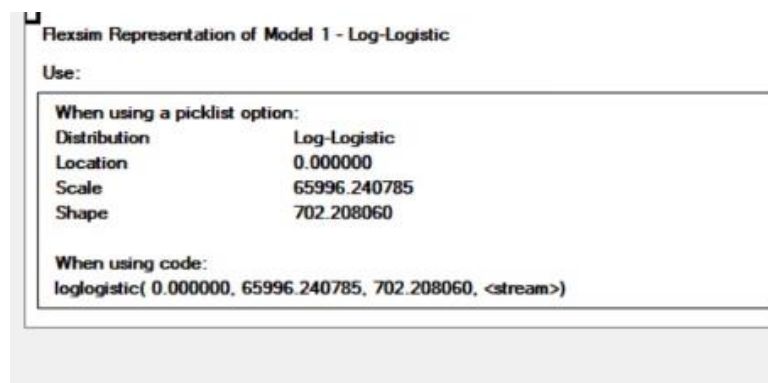 Flexsim Representation of Model 1 - Log-Logistic
Use:
When using a picklist option:
Distribution Log-Logistic
Location 0.000000
Scale 65996.240785
Shape 702.208060
When using code:
loglogistic( 0.000000, 65996.240785, 702.208060, <stream>)